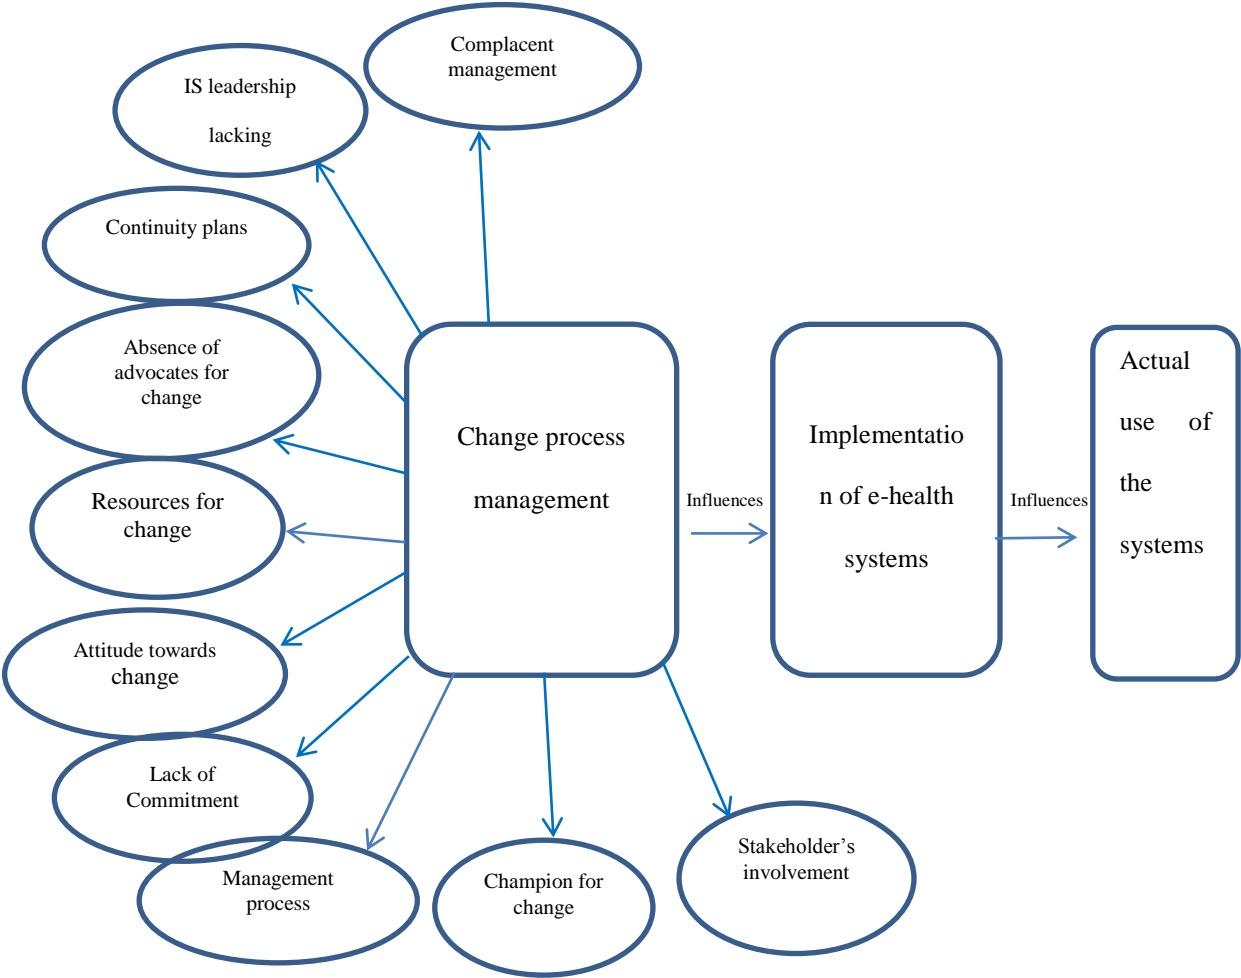 Complacent
management
IS leadership
lacking
Continuity plans
Absence of
advocates for
change
Resources for
change
Attitude towards
change
Lack of
Commitment
Management
process
Champion for
change
Stakeholder’s
involvement
Change process
management
Influences
Implementatio
n of e-health
systems
Influences
Actual
use of
the
systems